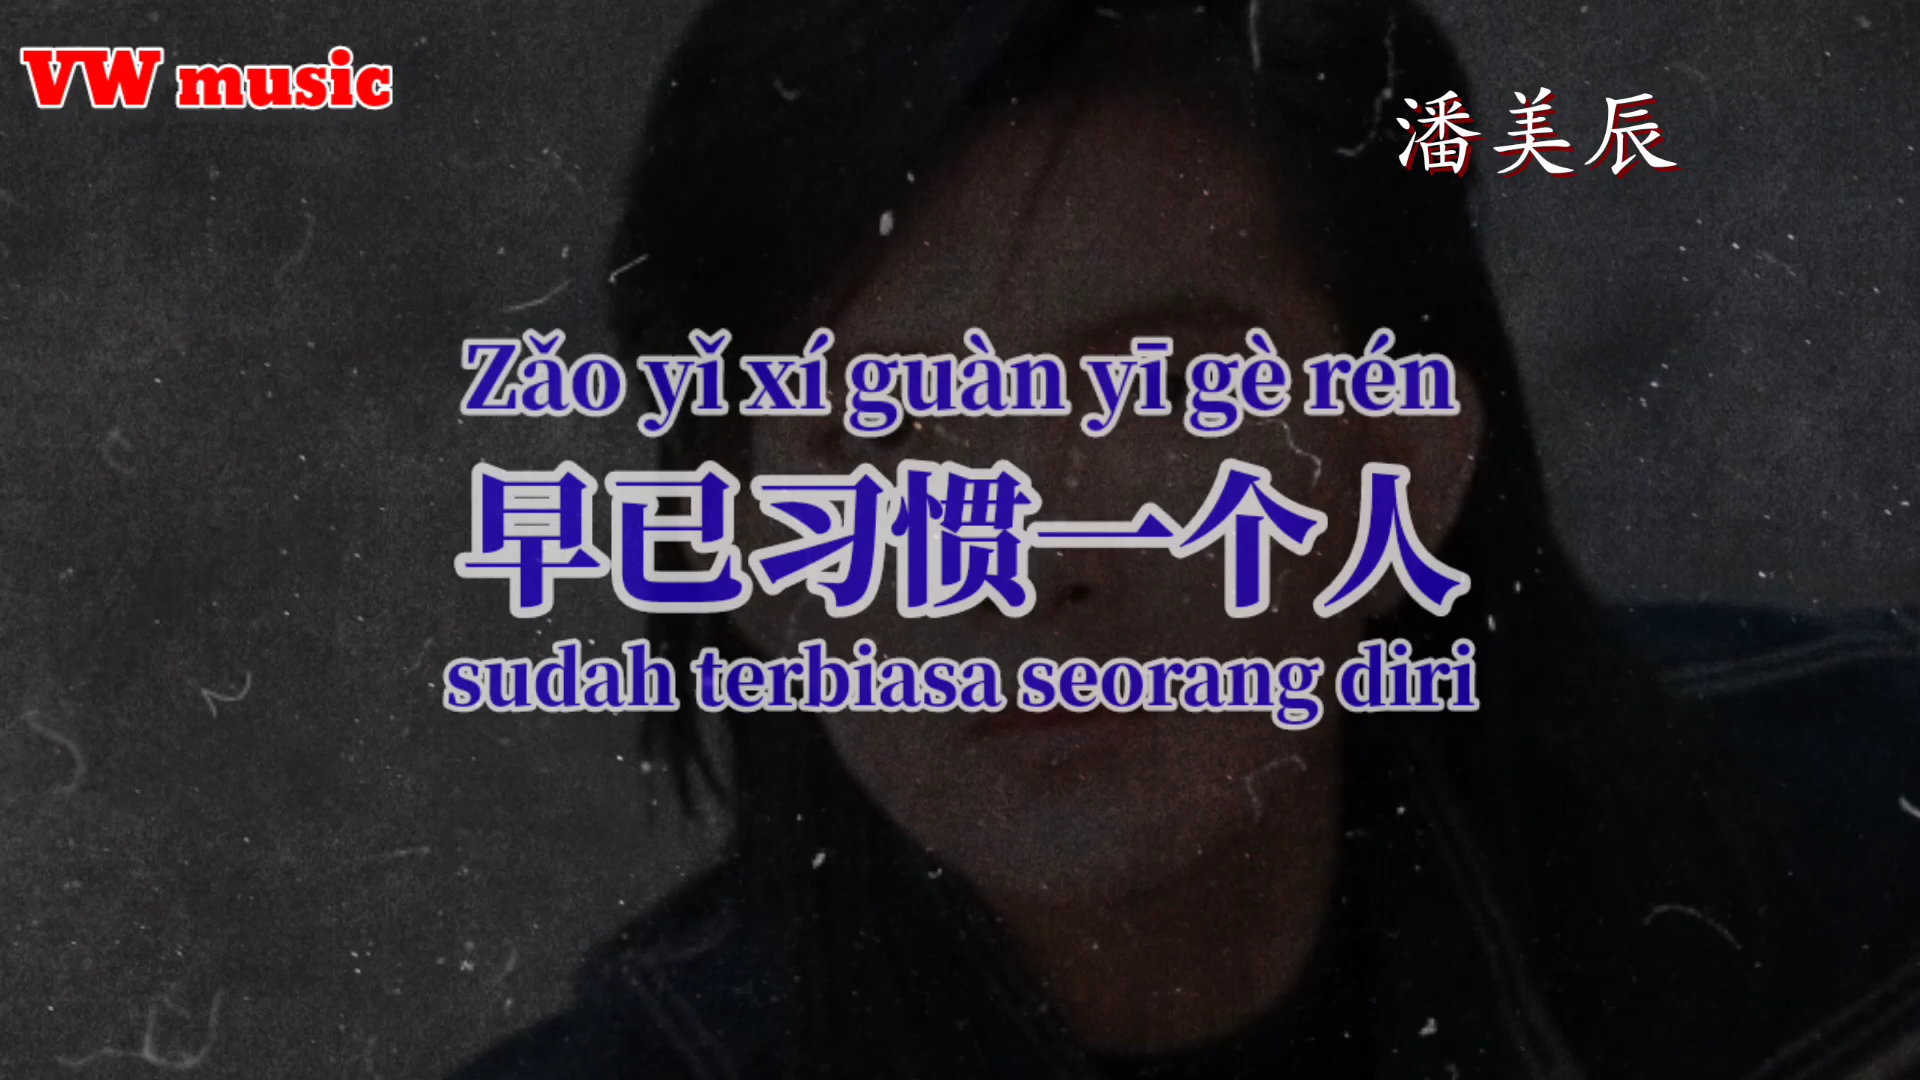 VW music
潘美辰
Zǎo yǐ xí guàn yī gè rén
早已习惯一个人
sudah terbiasa seorang diri